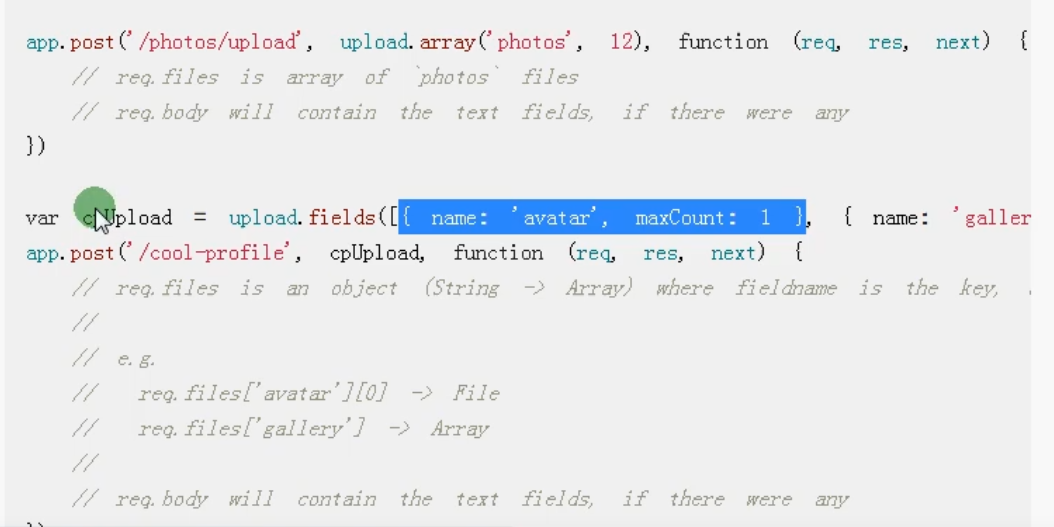 app.post('/photos/upload', upload.array('photos', 12), function (req, res, next) {
// req.files is array of `photos` files
// req.body will contain the text fields, if there were any
})
var cpUpload = upload.fields([{ name: 'avatar', maxCount: 1 }, { name: 'galler
app.post('/cool-profile', cpUpload, function (req, res, next) {
// req.files is an object (String -> Array) where fieldname is the key,
//
// e.g.
// req.files['avatar'][0] -> File
// req.files['gallery'] -> Array
//
// req.body will contain the text fields, if there were any